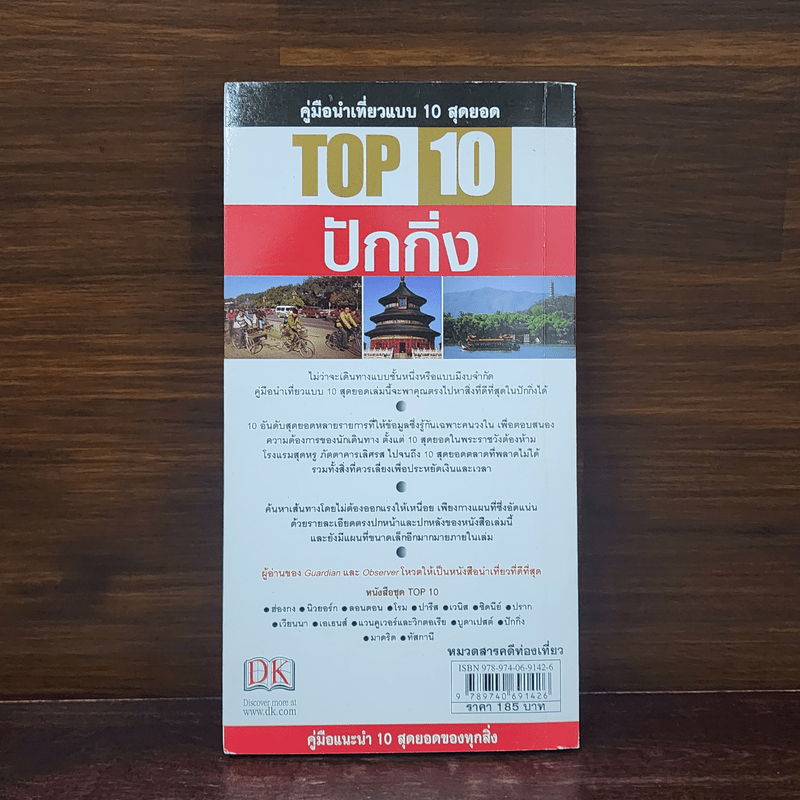 คู่มือนำเที่ยวแบบ 10 สุดยอด
TOP 10
ปักกิ่ง
ไม่ว่าจะเดินทางแบบชั้นหนึ่งหรือแบบมีงบจำกัด
คู่มือนำเที่ยวแบบ 10 สุดยอดเล่มนี้จะพาคุณตรงไปหาสิ่งที่ดีที่สุดในปักกิ่งได้
10 อันดับสุดยอดหลายรายการที่ให้ข้อมูลซึ่งรู้กันเฉพาะคนวงใน เพื่อตอบสนอง
ความต้องการของนักเดินทาง ตั้งแต่ 10 สุดยอดในพระราชวังต้องห้าม
โรงแรมสุดหรู ภัตตาคารเลิศรส ไปจนถึง 10 สุดยอดตลาดที่พลาดไม่ได้
รวมทั้งสิ่งที่ควรเลี่ยงเพื่อประหยัดเงินและเวลา
ค้นหาเส้นทางโดยไม่ต้องออกแรงให้เหนื่อย เพียงกางแผนที่ซึ่งอัดแน่น
ด้วยรายละเอียดตรงปกหน้าและปกหลังของหนังสือเล่มนี้
และยังมีแผนที่ขนาดเล็กอีกมากมายภายในเล่ม
ผู้อ่านของ Guardian และ Observer โหวตให้เป็นหนังสือนำเที่ยวที่ดีที่สุด
หนังสือชุด TOP 10
● ฮ่องกง ● นิวยอร์ก ● ลอนดอน ● โรม ● ปารีส ● เวนิส ● ซิดนีย์ ● ปราก
● เวียนนา ● เอเธนส์ ● แวนคูเวอร์และวิกตอเรีย ● บูดาเปสต์ ● ปักกิ่ง
● มาดริด ● ทัสกานี
หมวดสารคดีท่องเที่ยว
ISBN 978-974-06-9142-6
9 789740 691426
ราคา 185 บาท
DK
Discover more at
www.dk.com
คู่มือแนะนำ 10 สุดยอดของทุกสิ่ง